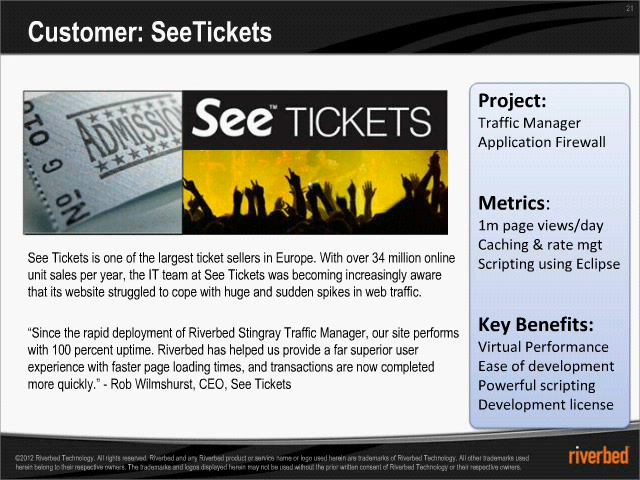 21
Customer: SeeTickets
ADMISSION
010
G
No
See™ TICKETS
See Tickets is one of the largest ticket sellers in Europe. With over 34 million online
unit sales per year, the IT team at See Tickets was becoming increasingly aware
that its website struggled to cope with huge and sudden spikes in web traffic.
“Since the rapid deployment of Riverbed Stingray Traffic Manager, our site performs
with 100 percent uptime. Riverbed has helped us provide a far superior user
experience with faster page loading times, and transactions are now completed
more quickly.” - Rob Wilmshurst, CEO, See Tickets
Project:
Traffic Manager
Application Firewall
Metrics:
1m page views/day
Caching & rate mgt
Scripting using Eclipse
Key Benefits:
Virtual Performance
Ease of development
Powerful scripting
Development license
©2012 Riverbed Technology. All rights reserved. Riverbed and any Riverbed product or service name or logo used herein are trademarks of Riverbed Technology. All other trademarks used
herein belong to their respective owners. The trademarks and logos displayed herein may not be used without the prior written consent of Riverbed Technology or their respective owners.
riverbed